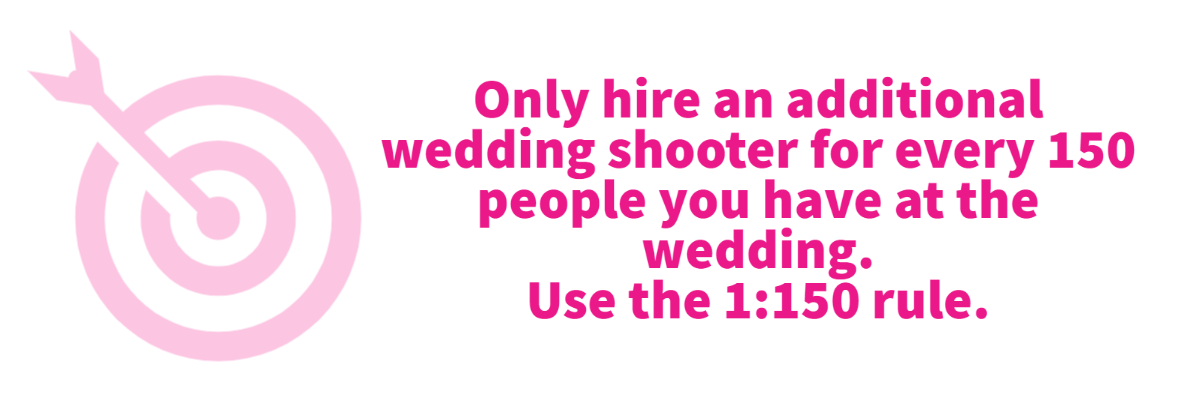 Only hire an additional
wedding shooter for every 150
people you have at the
wedding.
Use the 1:150 rule.